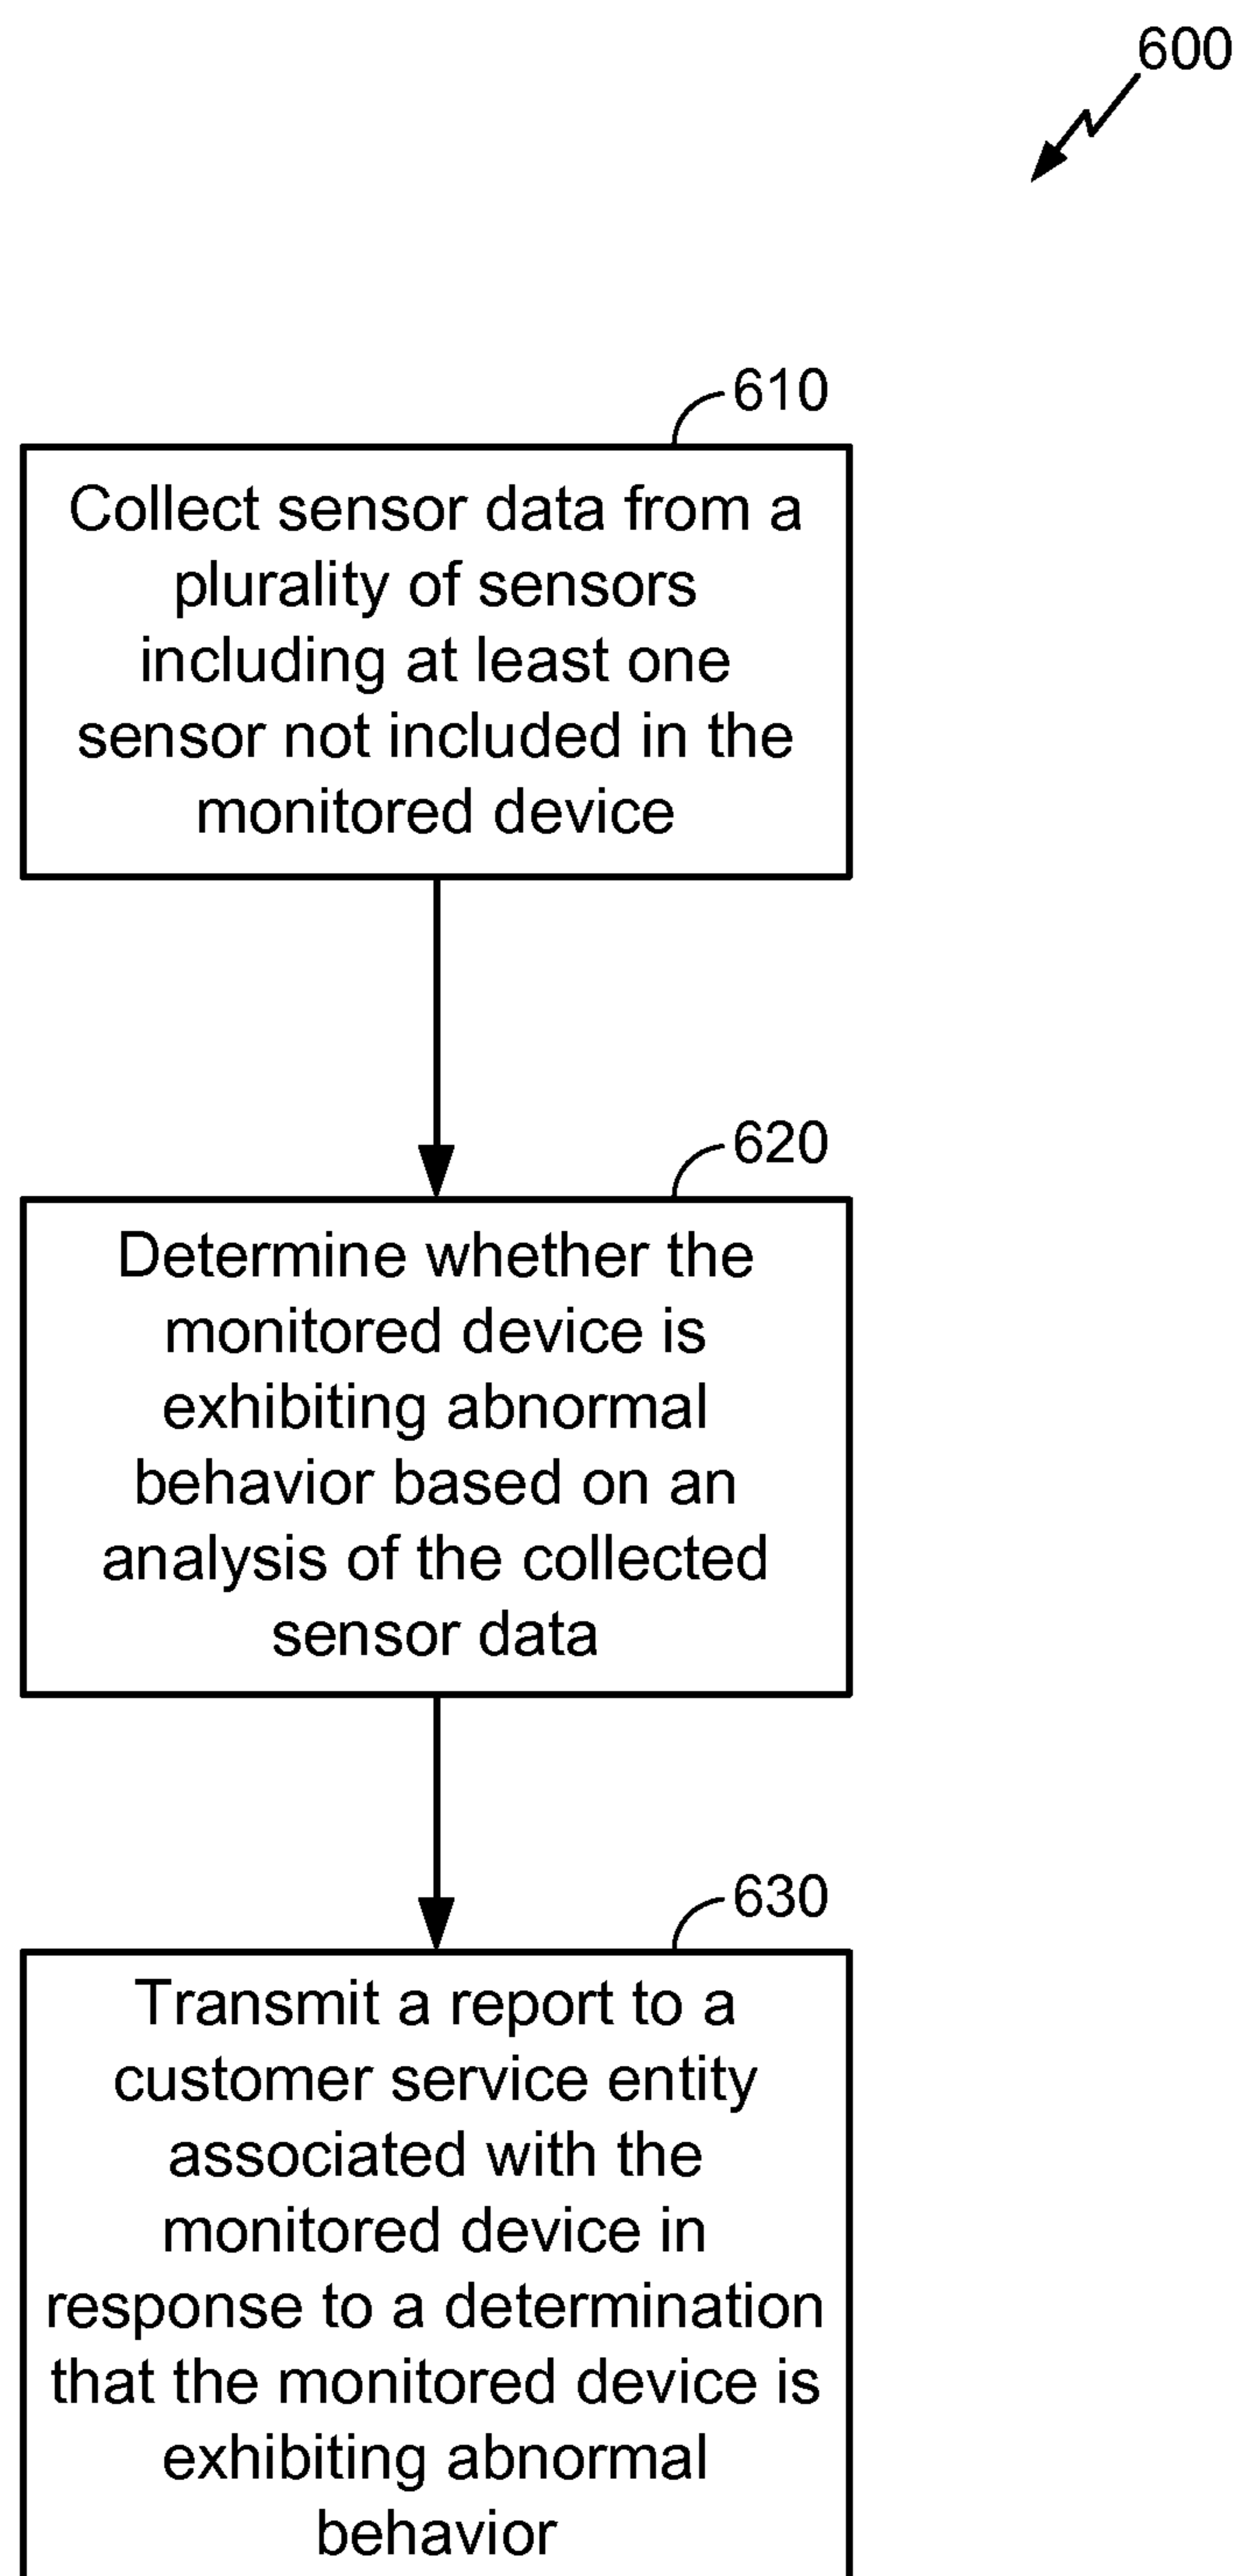 600
610
Collect sensor data from a
plurality of sensors
including at least one
sensor not included in the
monitored device
620
Determine whether the
monitored device is
exhibiting abnormal
behavior based on an
analysis of the collected
sensor data
630
Transmit a report to a
customer service entity
associated with the
monitored device in
response to a determination
that the monitored device is
exhibiting abnormal
behavior